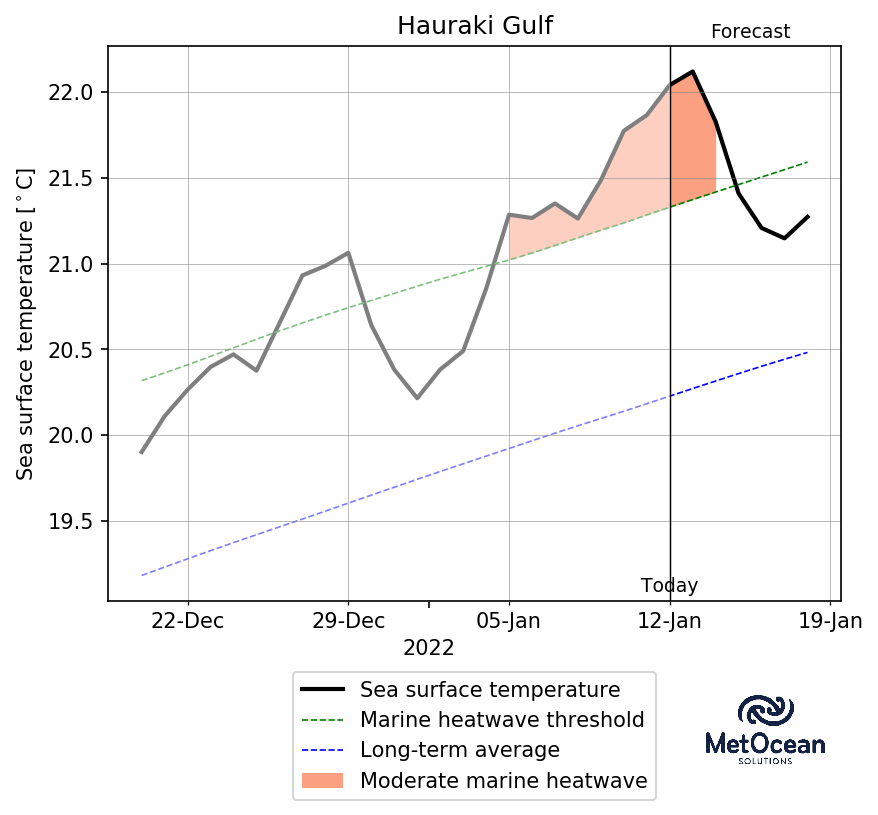 Hauraki Gulf
Forecast
22.0
21.5
21.0
20.5
20.0
19.5
Sea surface temperature [°C]
Today
22-Dec 29-Dec 05-Jan 12-Jan 19-Jan
2022
Sea surface temperature
Marine heatwave threshold
Long-term average
Moderate marine heatwave
MetOcean
SOLUTIONS